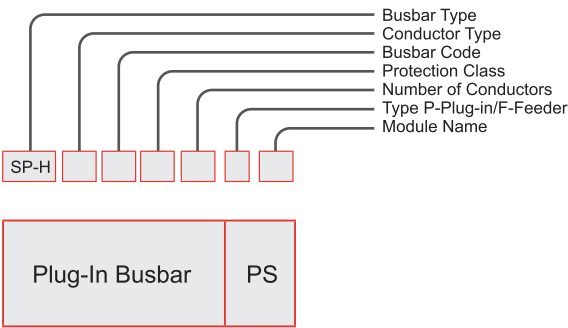 Busbar Type
Conductor Type
Busbar Code
Protection Class
Number of Conductors
Type P-Plug-in/F-Feeder
Module Name
SP-H
Plug-In Busbar
PS